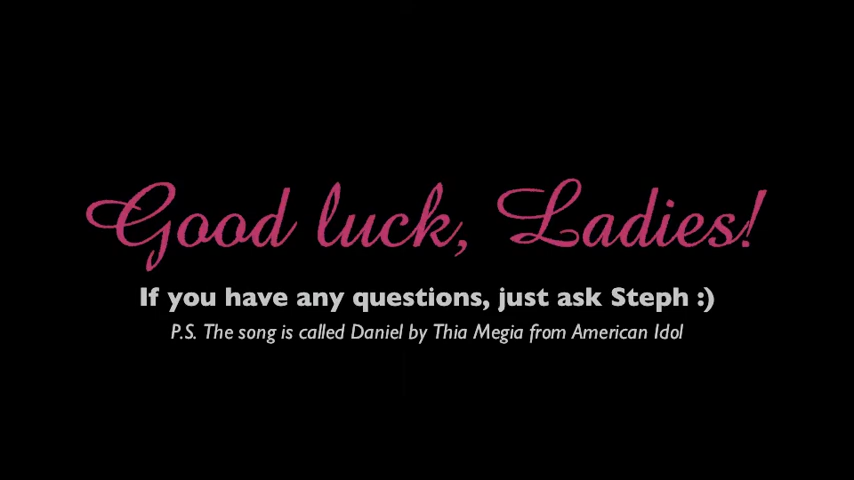 Good luck, Ladies!
If you have any questions, just ask Steph :)
P.S. The song is called Daniel by Thia Megia from American Idol